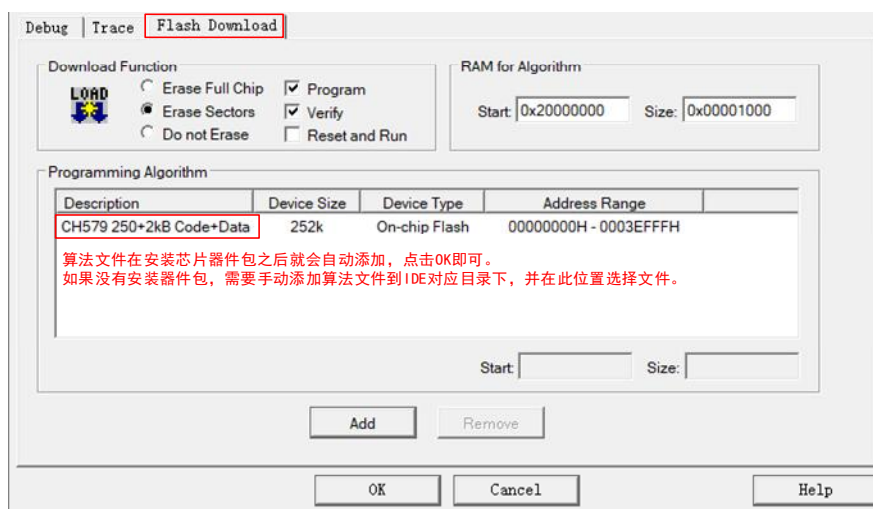 Debug Trace Flash Download
Download Function RAM for Algorithm
LOAD Erase Full Chip Program
Erase Sectors Verify Start: 0x20000000 Size: 0x00001000
Do not Erase Reset and Run
Programming Algorithm
Description Device Size Device Type Address Range
CH579 250+2kB Code+Data 252k On-chip Flash 00000000H - 0003EFFFH
算法文件在安装芯片器件包之后就会自动添加，点击OK即可。
如果没有安装器件包，需要手动添加算法文件到IDE对应目录下，并在此位置选择文件。
Start: Size:
Add Remove
OK Cancel Help